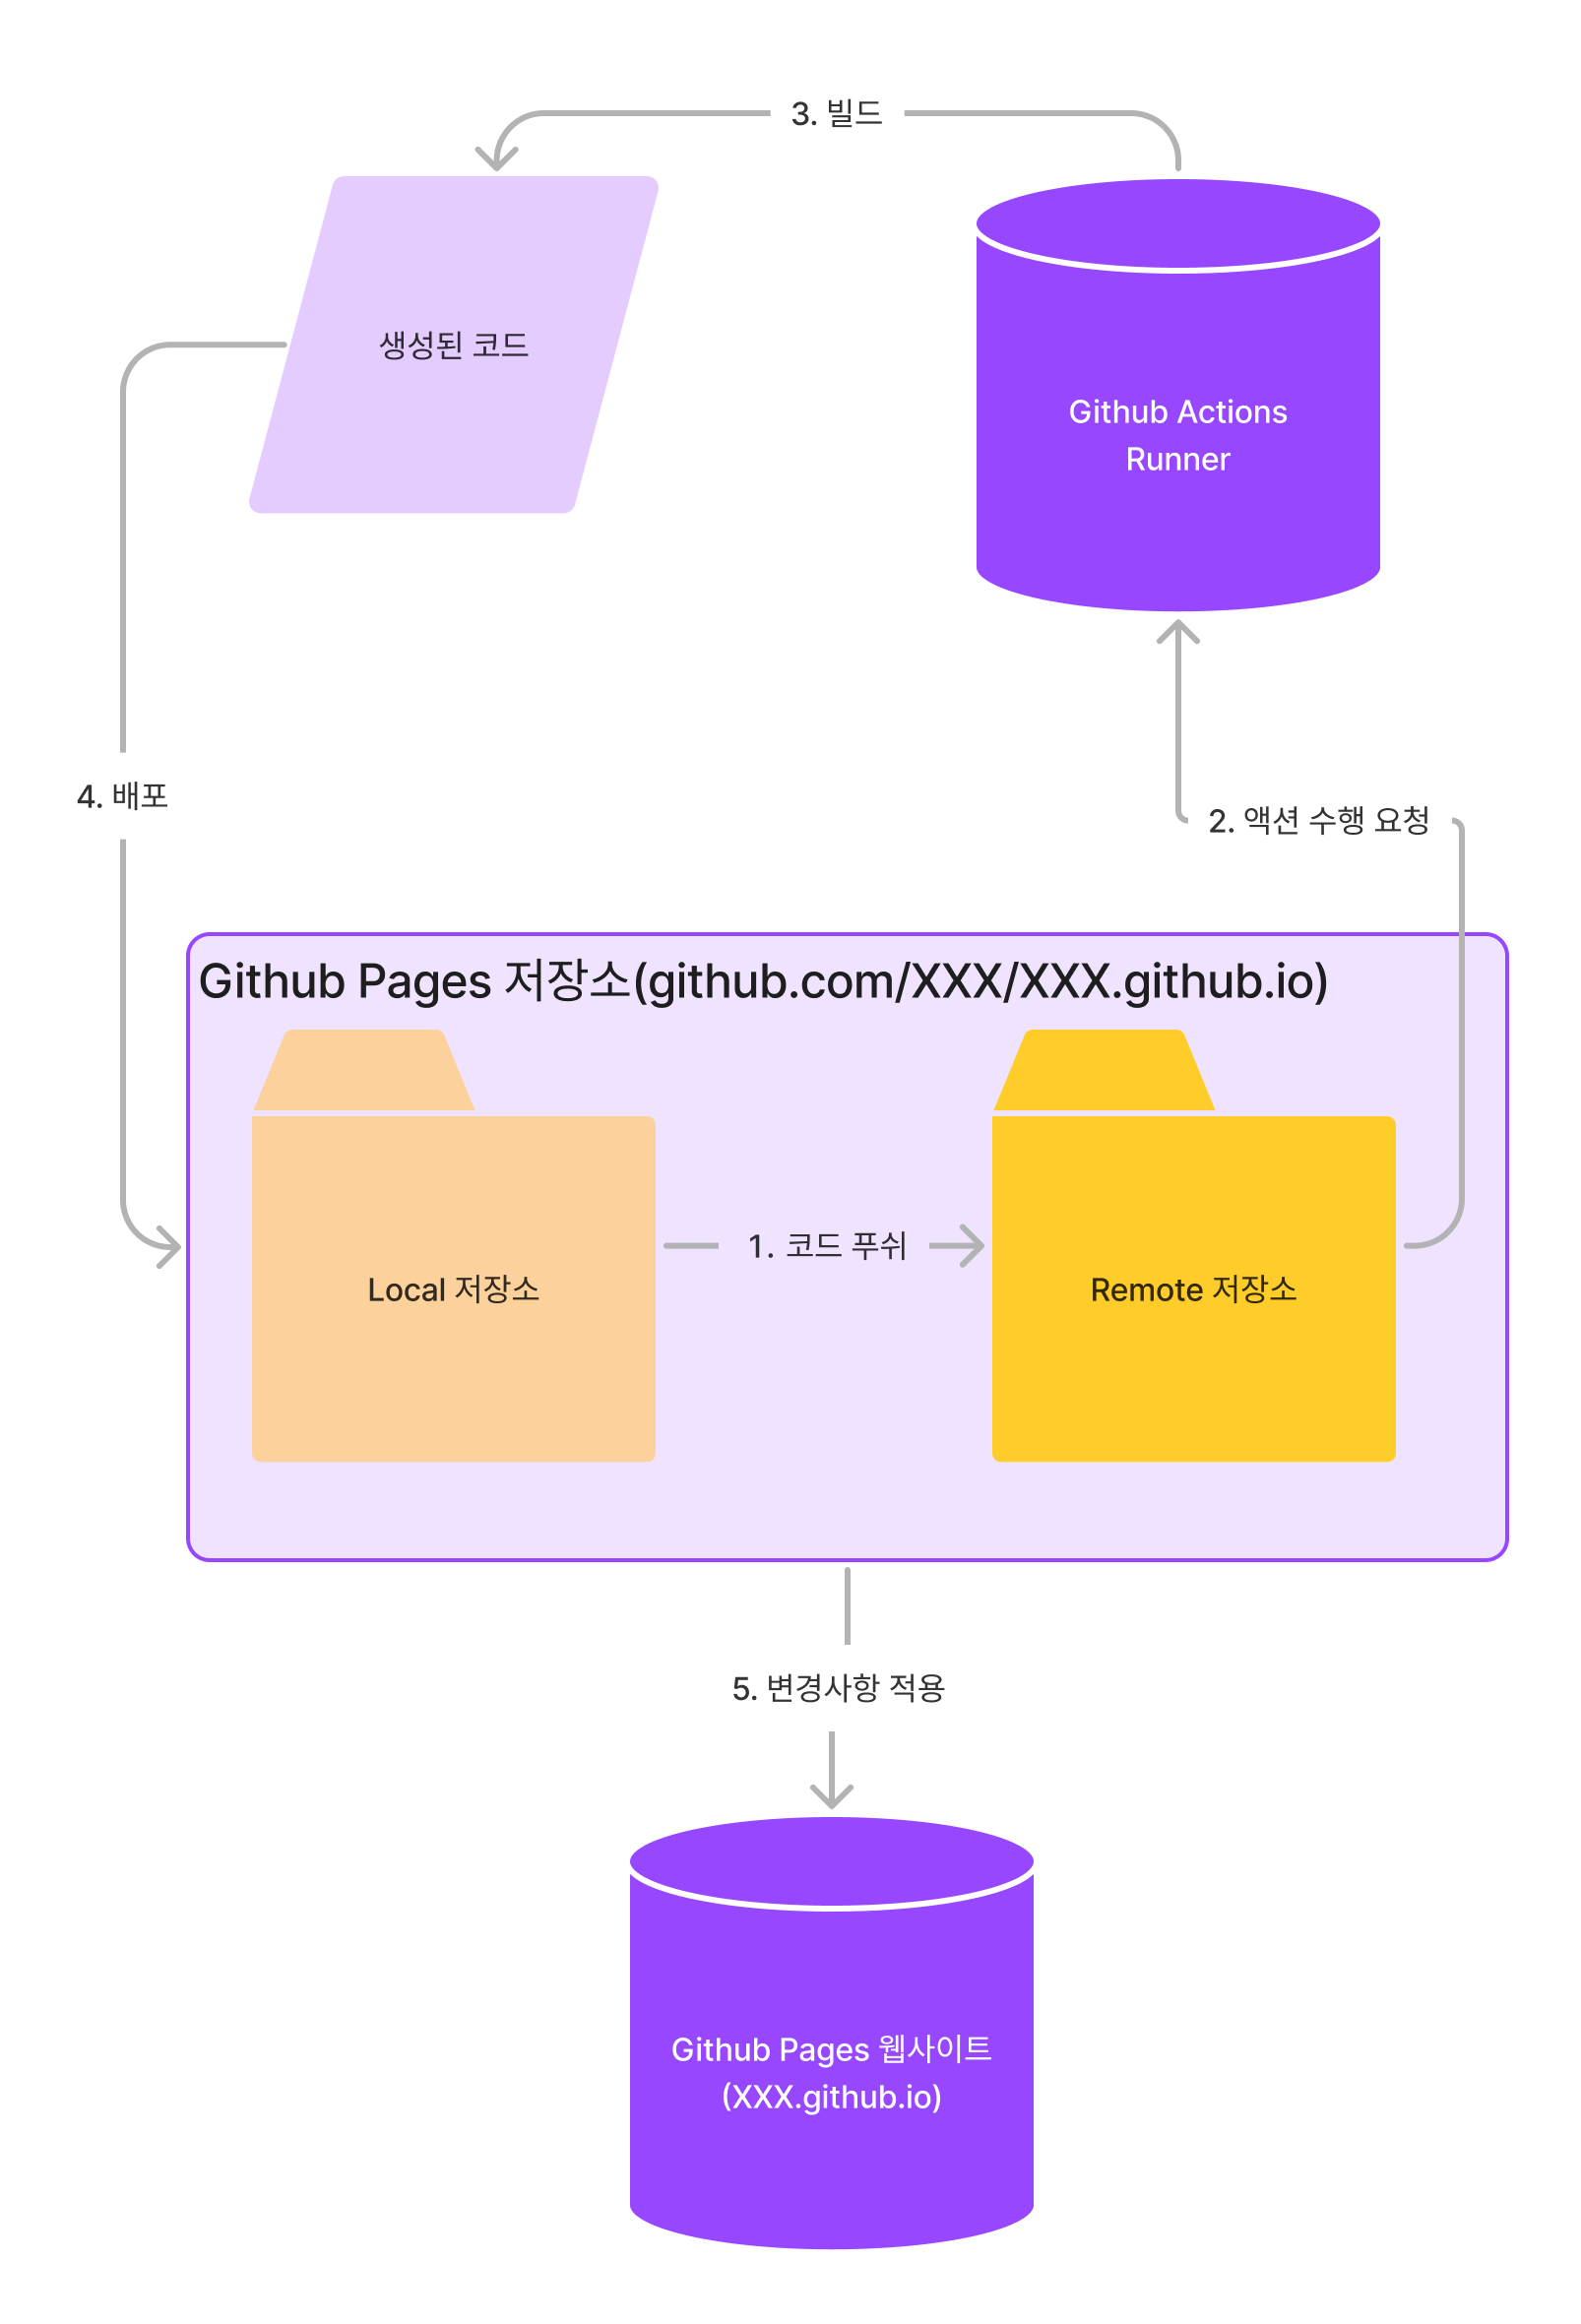 3. 빌드
생성된 코드
Github Actions
Runner
4. 배포
2. 액션 수행 요청
Github Pages 저장소(github.com/XXX/XXX.github.io)
1. 코드 푸쉬
Local 저장소
Remote 저장소
5. 변경사항 적용
Github Pages 웹사이트
(XXX.github.io)